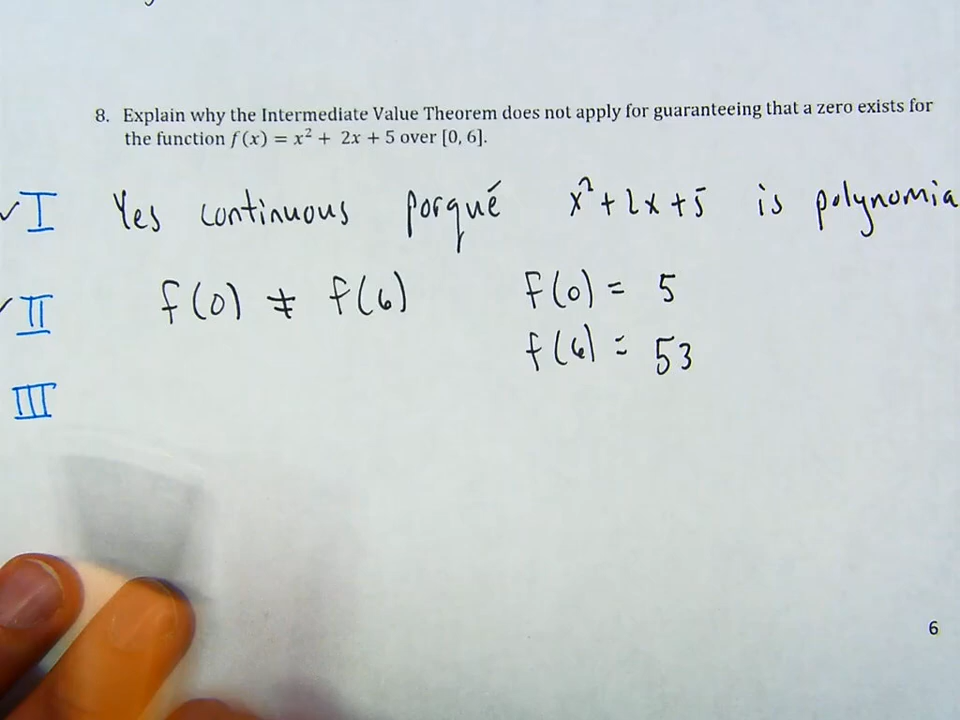 8. Explain why the Intermediate Value Theorem does not apply for guaranteeing that a zero exists for
the function f(x) = x² + 2x + 5 over [0, 6].
✓ I Yes continuous porqué x² + 2x + 5 is polynomia
✓ II f(0) ≠ f(6) f(0) = 5
f(6) = 53
III
6